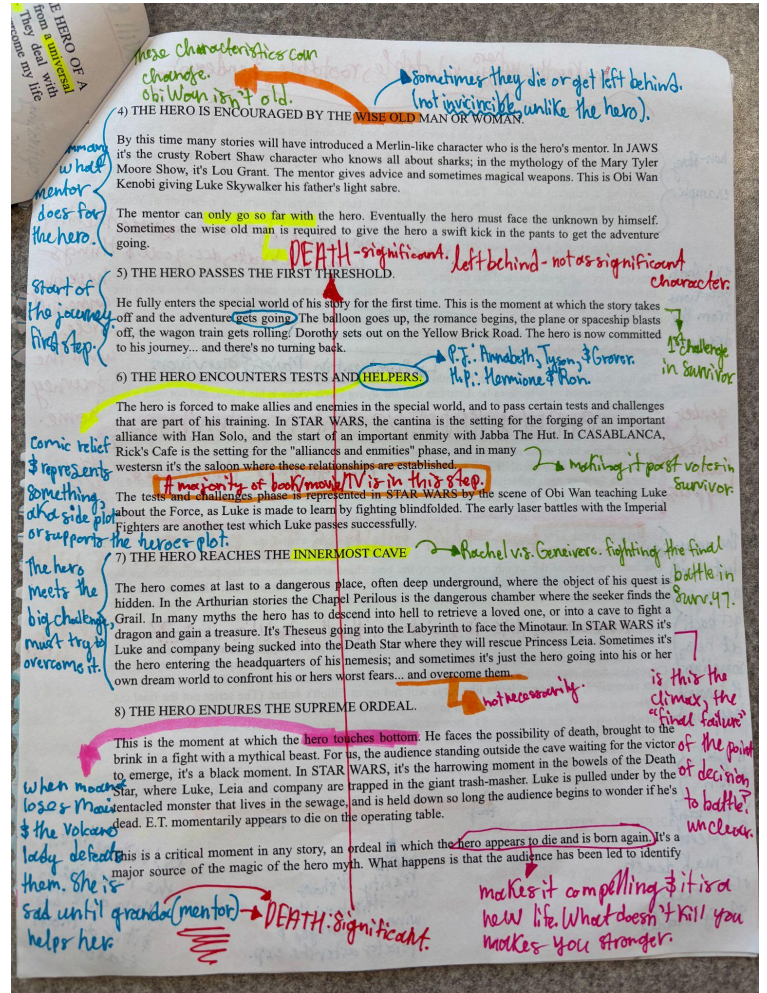 E HERO OF A
from a universal
They deal with
come my life
These characteristics can
change.
obi Wan isn't old.
sometimes they die or get left behind.
(not invicincible, unlike the hero).
4) THE HERO IS ENCOURAGED BY THE WISE OLD MAN OR WOMAN.
By this time many stories will have introduced a Merlin-like character who is the hero's mentor. In JAWS
it's the crusty Robert Shaw character who knows all about sharks; in the mythology of the Mary Tyler
Moore Show, it's Lou Grant. The mentor gives advice and sometimes magical weapons. This is Obi Wan
Kenobi giving Luke Skywalker his father's light sabre.
what
mentor
does for
the hero.
The mentor can only go so far with the hero. Eventually the hero must face the unknown by himself.
Sometimes the wise old man is required to give the hero a swift kick in the pants to get the adventure
going.
DEATH - significant. left behind - not as significant
character.
5) THE HERO PASSES THE FIRST THRESHOLD.
start of
the journey
first step.
He fully enters the special world of his story for the first time. This is the moment at which the story takes
off and the adventure gets going. The balloon goes up, the romance begins, the plane or spaceship blasts
off, the wagon train gets rolling. Dorothy sets out on the Yellow Brick Road. The hero is now committed
to his journey... and there's no turning back.
1st challenge
in survivor
P.J.: Annabeth, Tyson, & Grover.
H.P.: Hermione & Ron.
6) THE HERO ENCOUNTERS TESTS AND HELPERS.
The hero is forced to make allies and enemies in the special world, and to pass certain tests and challenges
that are part of his training. In STAR WARS, the cantina is the setting for the forging of an important
alliance with Han Solo, and the start of an important enmity with Jabba The Hut. In CASABLANCA,
Rick's Cafe is the setting for the "alliances and enmities" phase, and in many
westersn it's the saloon where these relationships are established.
making it past votes in
survivor.
A majority of book/movie/TV is in this step.
comic relief
& represents
something,
aka side plot
or supports the heroes plot.
The tests and challenges phase is represented in STAR WARS by the scene of Obi Wan teaching Luke
about the Force, as Luke is made to learn by fighting blindfolded. The early laser battles with the Imperial
Fighters are another test which Luke passes successfully.
7) THE HERO REACHES THE INNERMOST CAVE
Rachel v.s. Genievere. fighting the final
battle in
Surv. 47.
The hero
meets the
big challenge,
must try to
overcome it.
The hero comes at last to a dangerous place, often deep underground, where the object of his quest is
hidden. In the Arthurian stories the Chapel Perilous is the dangerous chamber where the seeker finds the
Grail. In many myths the hero has to descend into hell to retrieve a loved one, or into a cave to fight a
dragon and gain a treasure. It's Theseus going into the Labyrinth to face the Minotaur. In STAR WARS it's
Luke and company being sucked into the Death Star where they will rescue Princess Leia. Sometimes it's
the hero entering the headquarters of his nemesis; and sometimes it's just the hero going into his or her
own dream world to confront his or hers worst fears... and overcome them.
not necessarily.
is this the
climax, the
"final failure"
of the point
of decision
to battle?
unclear.
8) THE HERO ENDURES THE SUPREME ORDEAL.
This is the moment at which the hero touches bottom. He faces the possibility of death, brought to the
brink in a fight with a mythical beast. For us, the audience standing outside the cave waiting for the victor
to emerge, it's a black moment. In STAR WARS, it's the harrowing moment in the bowels of the Death
Star, where Luke, Leia and company are trapped in the giant trash-masher. Luke is pulled under by the
tentacled monster that lives in the sewage, and is held down so long the audience begins to wonder if he's
dead. E.T. momentarily appears to die on the operating table.
when moana
loses Maui
& the volcano
lady defeats
them. She is
sad until grandma (mentor)
helps her.
This is a critical moment in any story, an ordeal in which the hero appears to die and is born again. It's a
major source of the magic of the hero myth. What happens is that the audience has been led to identify
DEATH: significant.
makes it compelling & it is a
new life. What doesn't kill you
makes you stronger.